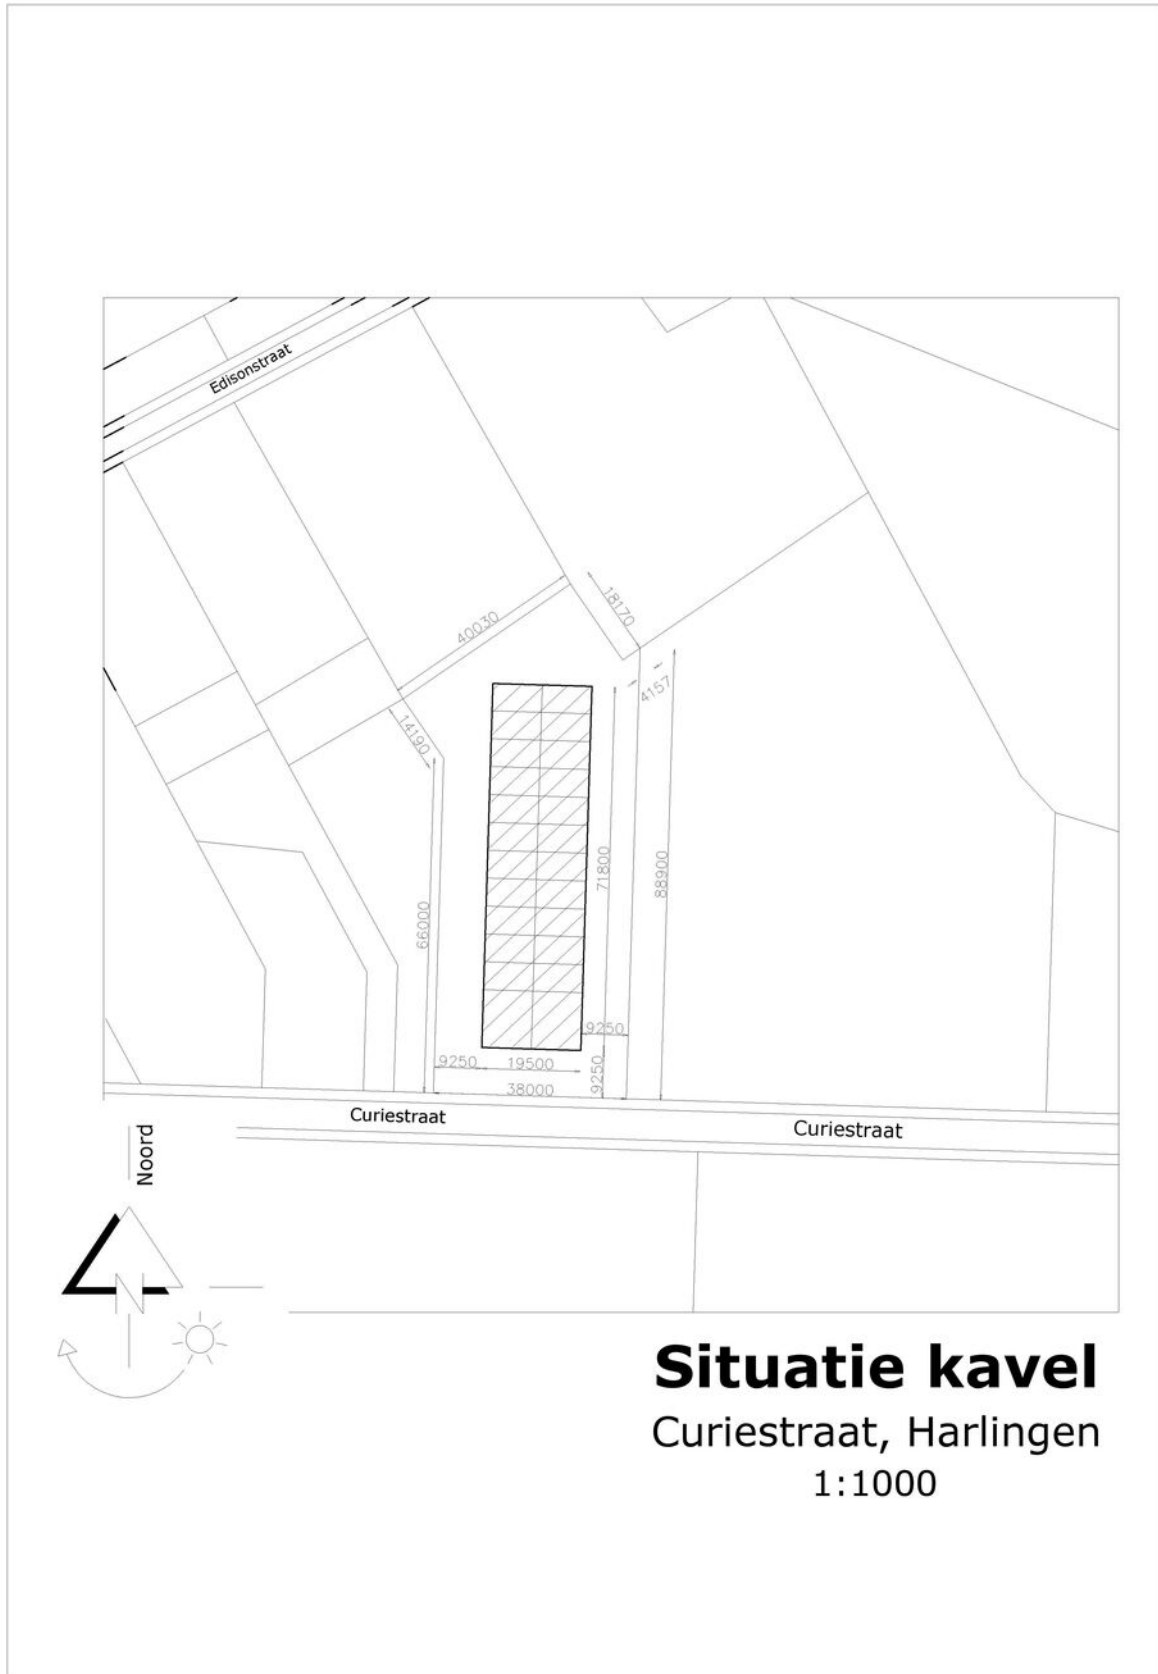 Edisonstraat
18170
40030
4157
14190
71800
88900
66000
9250
9250
19500
9250
38000
Curiestraat
Curiestraat
Noord
N
Situatie kavel
Curiestraat, Harlingen
1:1000